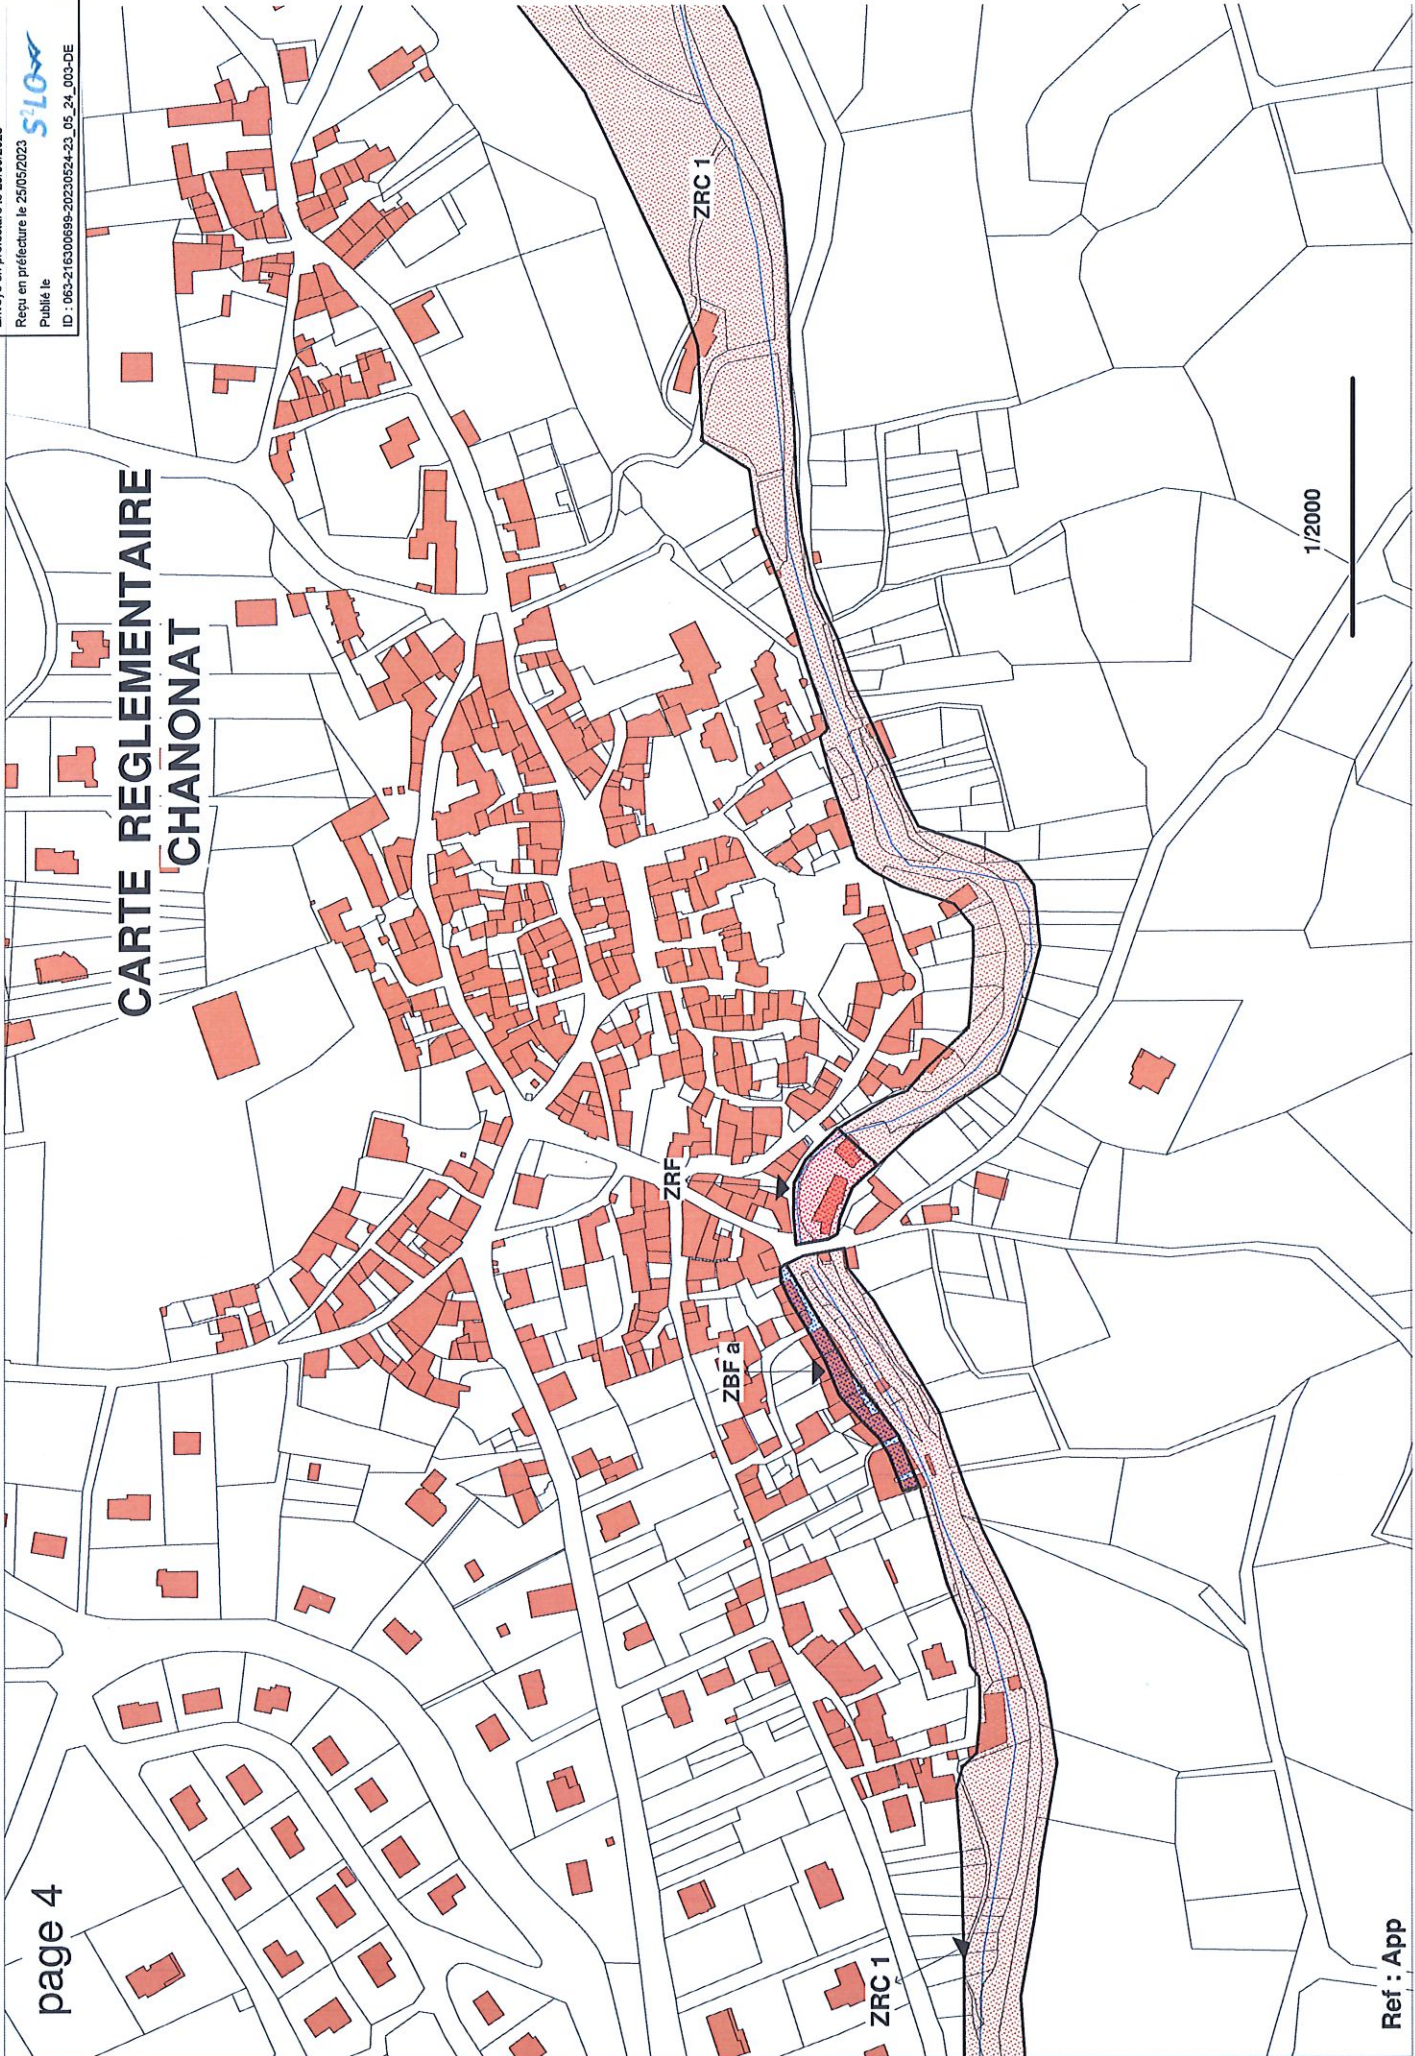 page 4
CARTE REGLEMENTAIRE
CHANONAT
Reçu en préfecture le 25/05/2023
Publié le
S²LOW
ID : 063-216300699-20230524-23_05_24_003-DE
ZRC 1
ZRF
ZBF a
ZRC 1
1/2000
Ref : App